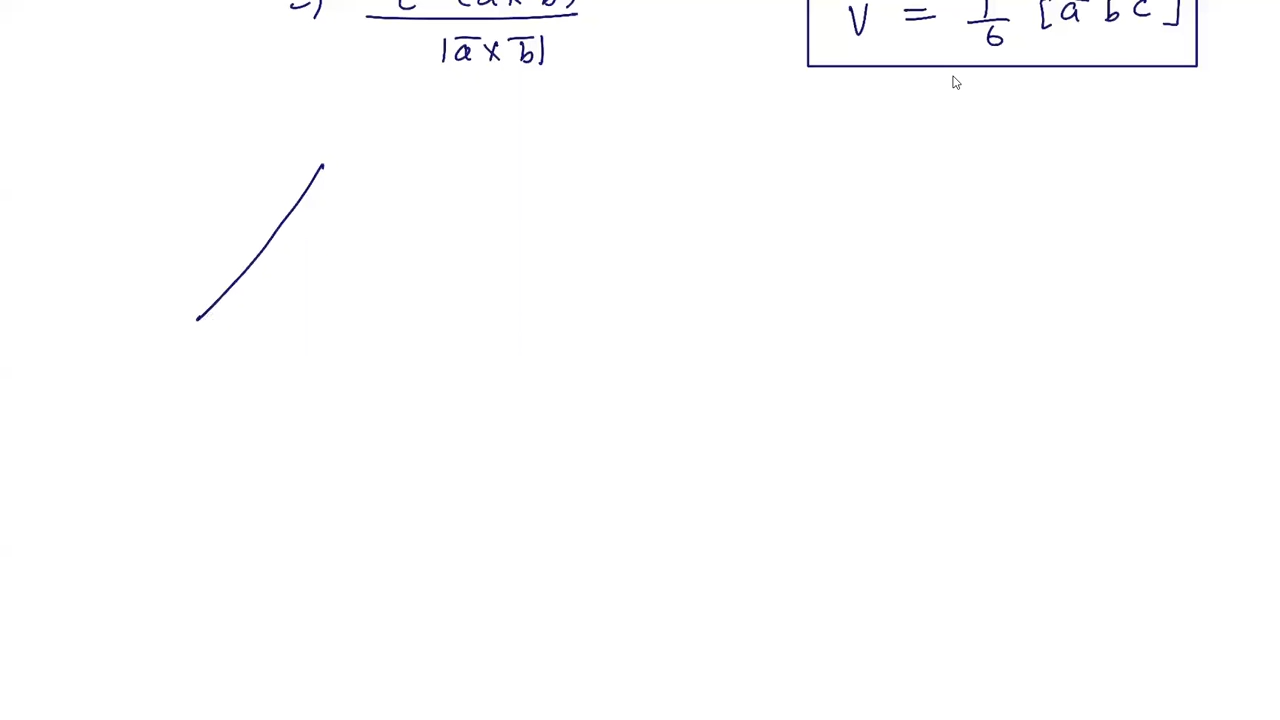 =) c̄ · (ā × b̄)
|ā × b̄|
V = 1/6 [ā b̄ c̄]